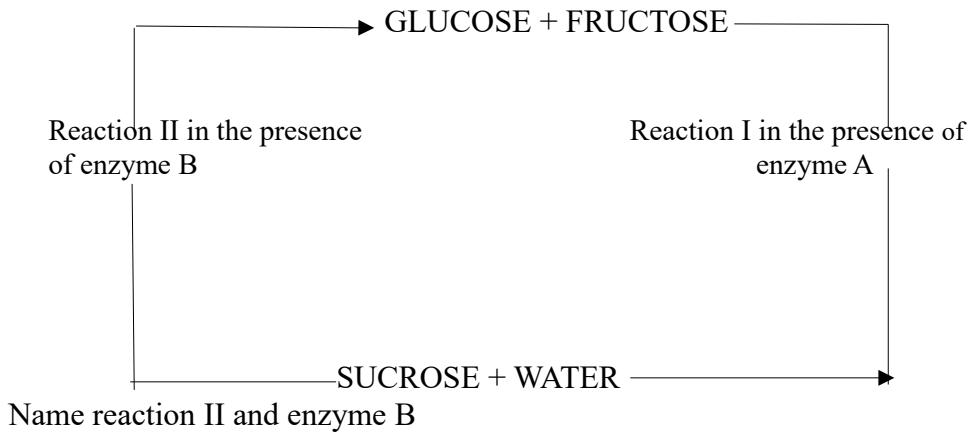 GLUCOSE + FRUCTOSE
Reaction II in the presence
of enzyme B
Reaction I in the presence of
enzyme A
SUCROSE + WATER
Name reaction II and enzyme B